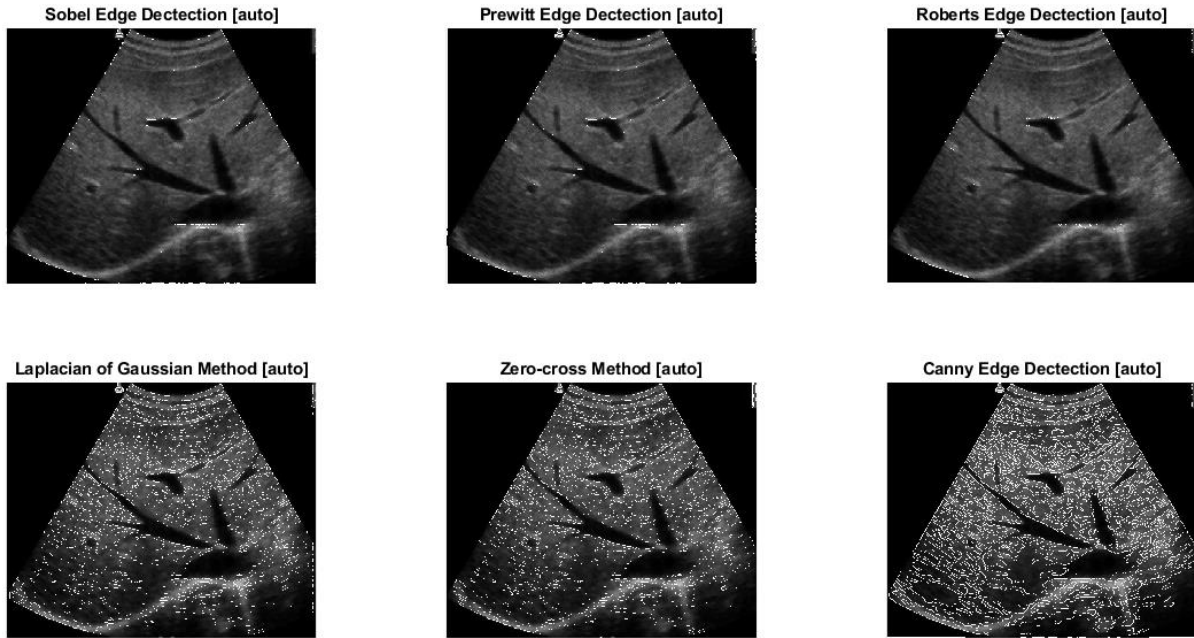 Sobel Edge Dectection [auto]
Prewitt Edge Dectection [auto]
Roberts Edge Dectection [auto]
Laplacian of Gaussian Method [auto]
Zero-cross Method [auto]
Canny Edge Dectection [auto]